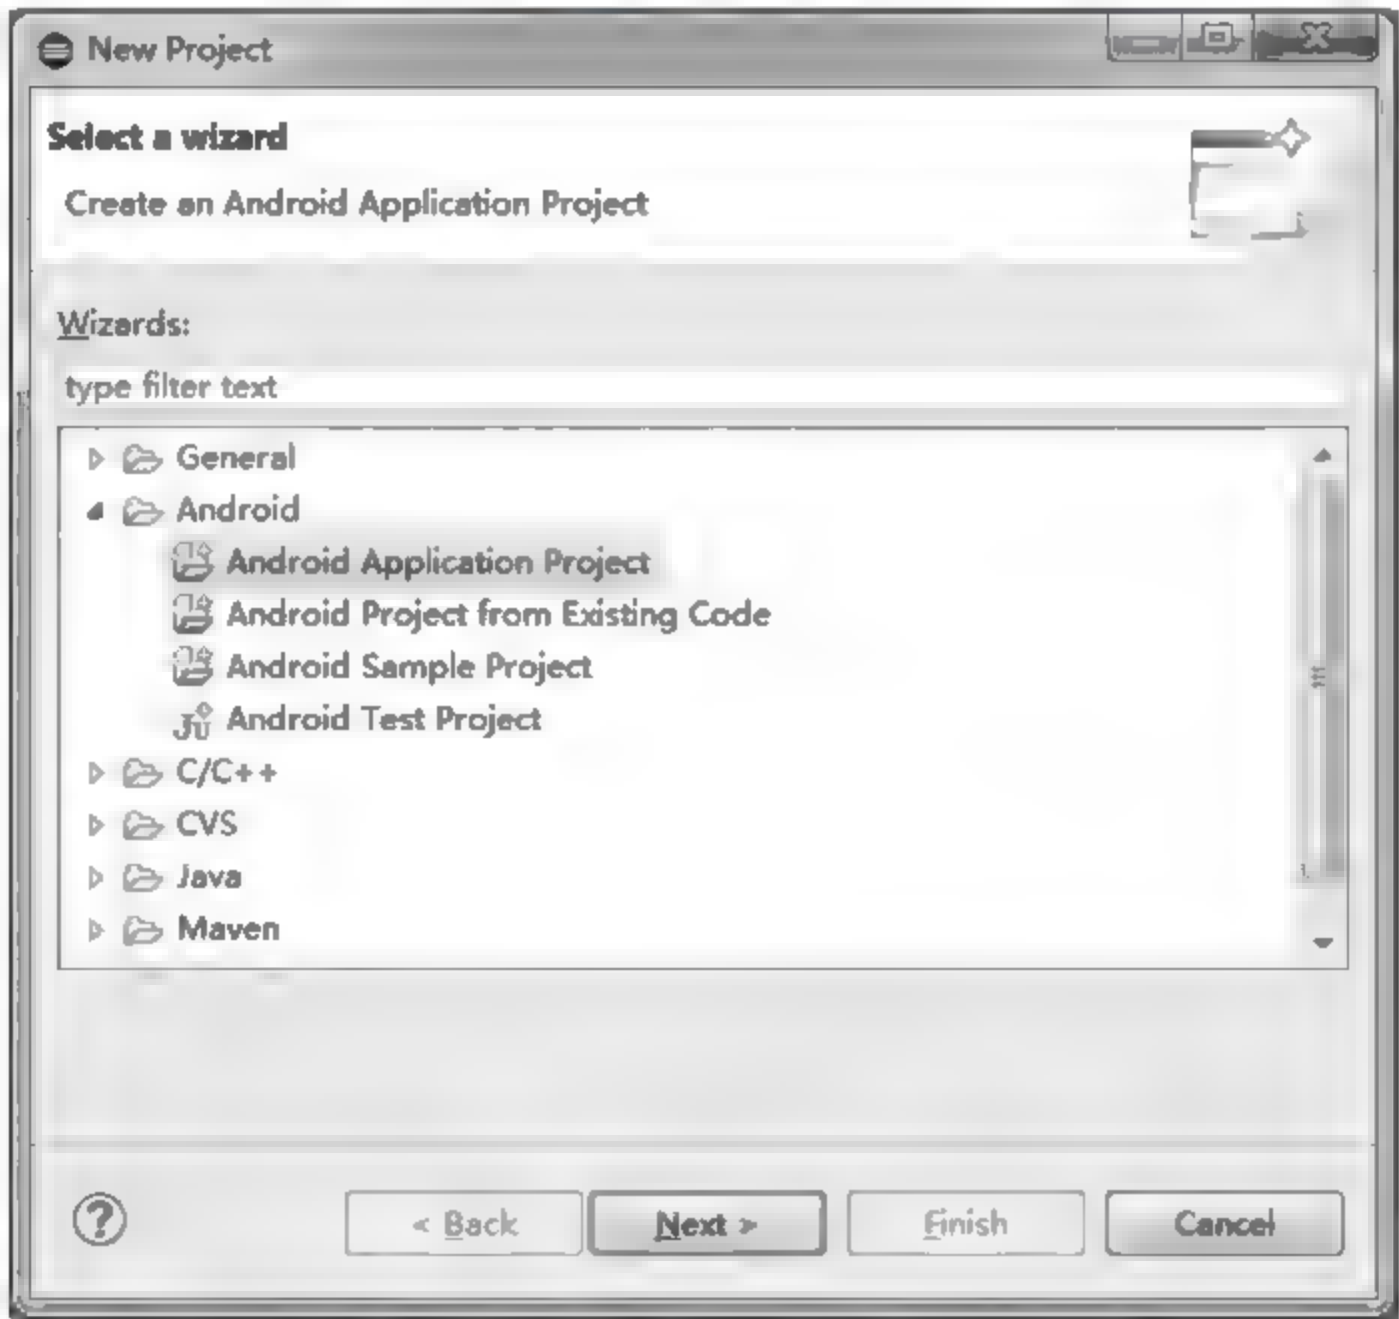 New Project
Select a wizard
Create an Android Application Project
Wizards:
type filter text
General
Android
Android Application Project
Android Project from Existing Code
Android Sample Project
Android Test Project
C/C++
CVS
Java
Maven
< Back Next > Finish Cancel